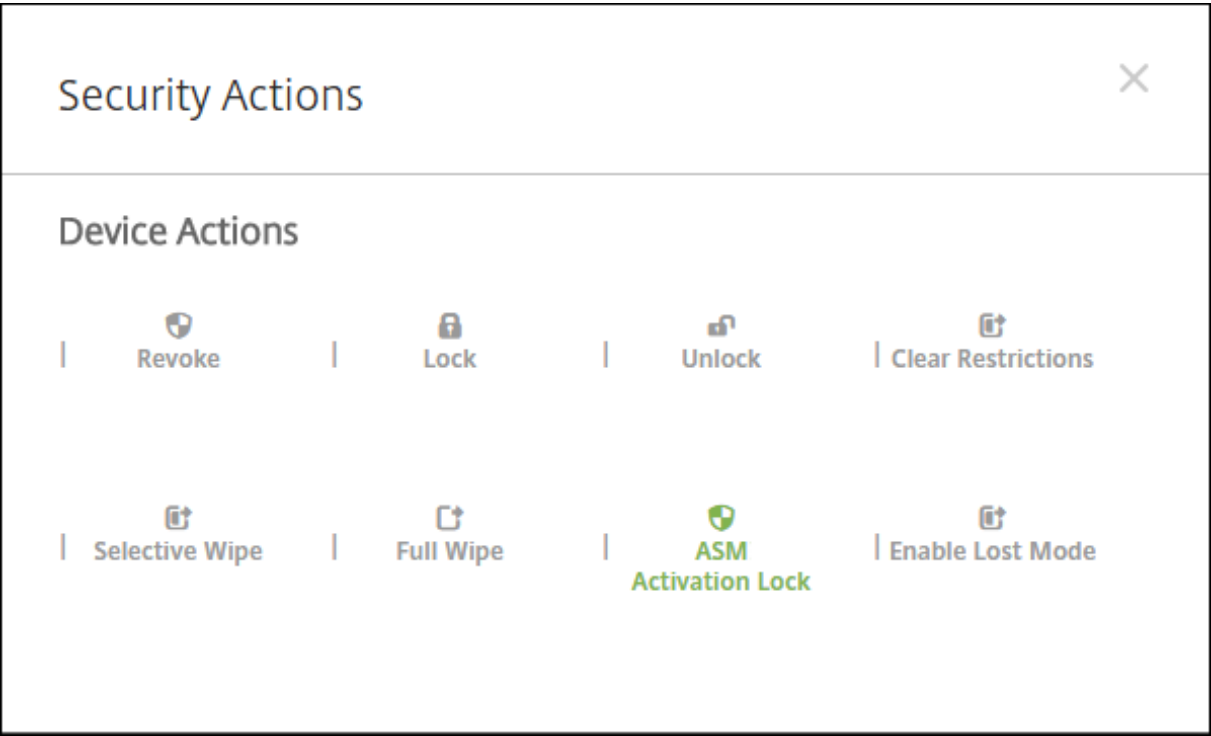 Security Actions
Device Actions
Revoke
Lock
Unlock
Clear Restrictions
Selective Wipe
Full Wipe
ASM
Activation Lock
Enable Lost Mode